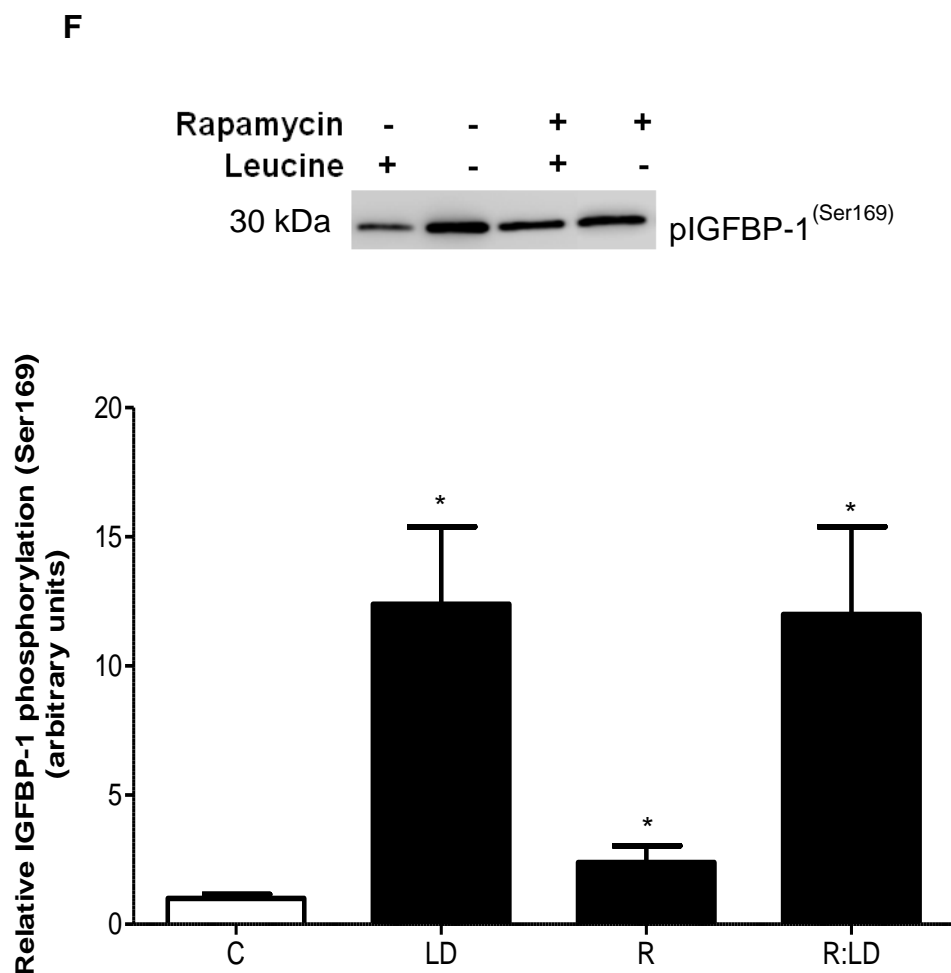 F
Rapamycin - - + +
Leucine + - + -
30 kDa pIGFBP-1(Ser169)
Relative IGFBP-1 phosphorylation (Ser169)
(arbitrary units)
20
15
10
5
0
*
*
*
C LD R R:LD